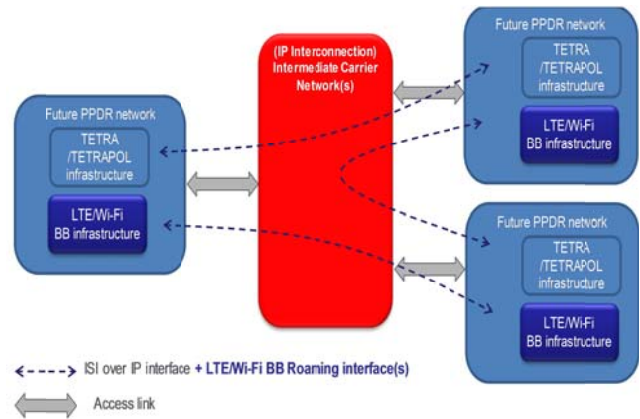 Future PPDR network
TETRA
/TETRAPOL
infrastructure
LTE/Wi-Fi
BB infrastructure
(IP Interconnection)
Intermediate Carrier
Network(s)
Future PPDR network
TETRA
/TETRAPOL
infrastructure
LTE/Wi-Fi
BB infrastructure
Future PPDR network
TETRA
/TETRAPOL
infrastructure
LTE/Wi-Fi
BB infrastructure
ISI over IP interface + LTE/Wi-Fi BB Roaming interface(s)
Access link